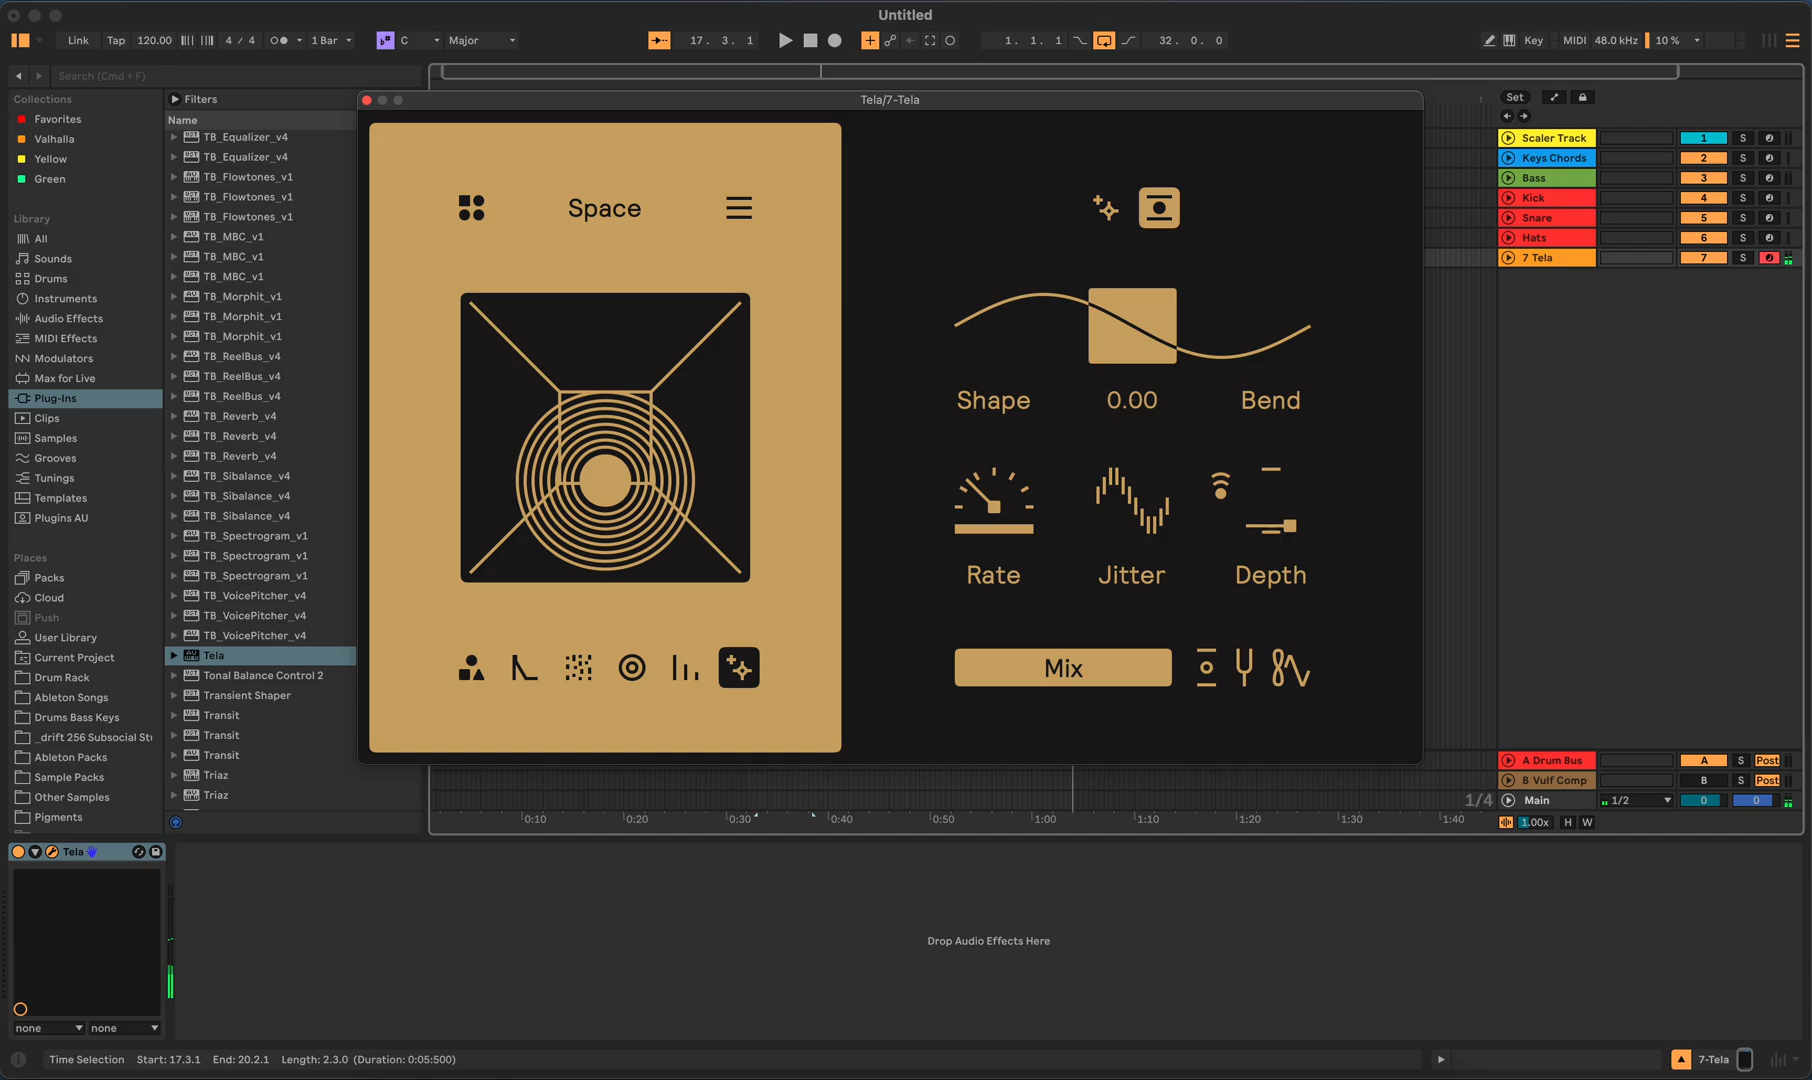 Untitled
Link Tap 120.00 4 / 4 1 Bar C Major 17. 3. 1 1. 1. 1 32. 0. 0 Key MIDI 48.0 kHz 10 %
Search (Cmd + F)
Collections
Favorites
Valhalla
Yellow
Green
Library
All
Sounds
Drums
Instruments
Audio Effects
MIDI Effects
Modulators
Max for Live
Plug-Ins
Clips
Samples
Grooves
Tunings
Templates
Plugins AU
Places
Packs
Cloud
Push
User Library
Current Project
Drum Rack
Ableton Songs
Drums Bass Keys
_drift 256 Subsocial Stu
Ableton Packs
Sample Packs
Other Samples
Pigments
Filters
Name
TB_Equalizer_v4
TB_Equalizer_v4
TB_Flowtones_v1
TB_Flowtones_v1
TB_Flowtones_v1
TB_MBC_v1
TB_MBC_v1
TB_MBC_v1
TB_Morphit_v1
TB_Morphit_v1
TB_Morphit_v1
TB_ReelBus_v4
TB_ReelBus_v4
TB_ReelBus_v4
TB_Reverb_v4
TB_Reverb_v4
TB_Reverb_v4
TB_Sibalance_v4
TB_Sibalance_v4
TB_Sibalance_v4
TB_Spectrogram_v1
TB_Spectrogram_v1
TB_Spectrogram_v1
TB_VoicePitcher_v4
TB_VoicePitcher_v4
TB_VoicePitcher_v4
Tela
Tonal Balance Control 2
Transient Shaper
Transit
Transit
Transit
Triaz
Triaz
Tela/7-Tela
Space
Shape 0.00 Bend
Rate Jitter Depth
Mix
Set
Scaler Track 1 S
Keys Chords 2 S
Bass 3 S
Kick 4 S
Snare 5 S
Hats 6 S
7 Tela 7 S
A Drum Bus A S Post
B Vulf Comp B S Post
1/4 Main 1/2 0 0
0:10 0:20 0:30 0:40 0:50 1:00 1:10 1:20 1:30 1:40
1.00x H W
Tela
none none
Drop Audio Effects Here
Time Selection Start: 17.3.1 End: 20.2.1 Length: 2.3.0 (Duration: 0:05:500)
7-Tela